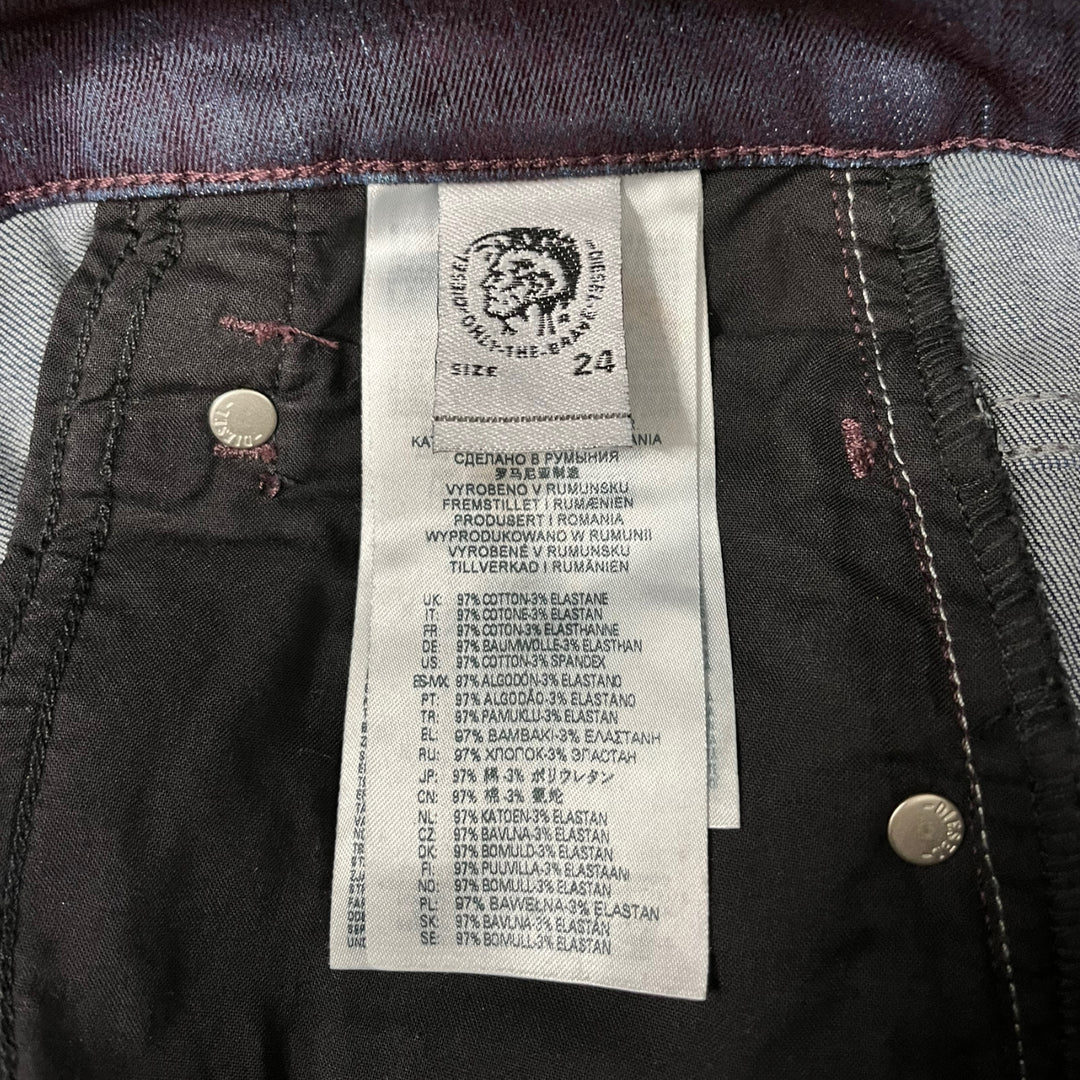 DIESEL
ONLY-THE-BRAVE
DIESEL
SIZE 24
СДЕЛАНО В РУМЫНИЯ
罗马尼亚制造
VYROBENO V RUMUNSKU
FREMSTILLET I RUMÆNIEN
PRODUSERT I ROMANIA
WYPRODUKOWANO W RUMUNII
VYROBENÉ V RUMUNSKU
TILLVERKAD I RUMÄNIEN
UK: 97% COTTON-3% ELASTANE
IT: 97% COTONE-3% ELASTAN
FR: 97% COTON-3% ELASTHANNE
DE: 97% BAUMWOLLE-3% ELASTHAN
US: 97% COTTON-3% SPANDEX
ES-MX: 97% ALGODÓN-3% ELASTANO
PT: 97% ALGODÃO-3% ELASTANO
TR: 97% PAMUKLU-3% ELASTAN
EL: 97% ΒΑΜΒΑΚΙ-3% ΕΛΑΣΤΑΝΗ
RU: 97% ХЛОПОК-3% ЭЛАСТАН
JP: 97% 棉 -3% ポリウレタン
CN: 97% 棉 -3% 氨纶
NL: 97% KATOEN-3% ELASTAN
CZ: 97% BAVLNA-3% ELASTAN
DK: 97% BOMULD-3% ELASTAN
FI: 97% PUUVILLA-3% ELASTAANI
NO: 97% BOMULL-3% ELASTAN
PL: 97% BAWEŁNA-3% ELASTAN
SK: 97% BAVLNA-3% ELASTAN
SE: 97% BOMULL-3% ELASTAN
DIESEL
DIESEL